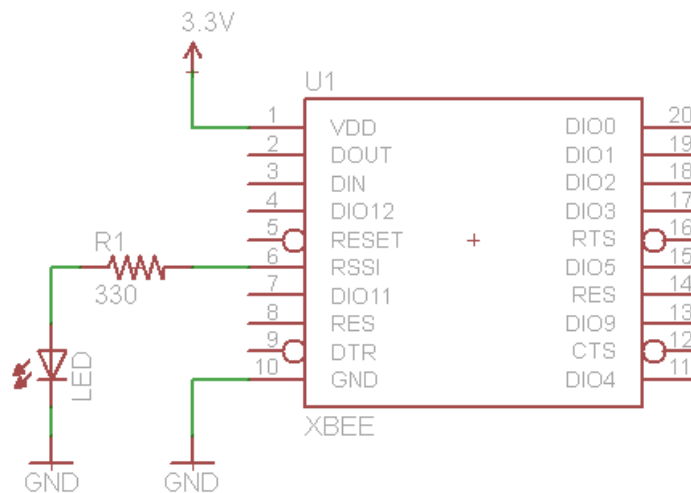 3.3V
U1
1 VDD DIO0 20
2 DOUT DIO1 19
3 DIN DIO2 18
4 DIO12 DIO3 17
5 RESET RTS 16
R1
6 RSSI DIO5 15
330
7 DIO11 RES 14
8 RES DIO9 13
9 DTR CTS 12
LED
10 GND DIO4 11
XBEE
GND GND